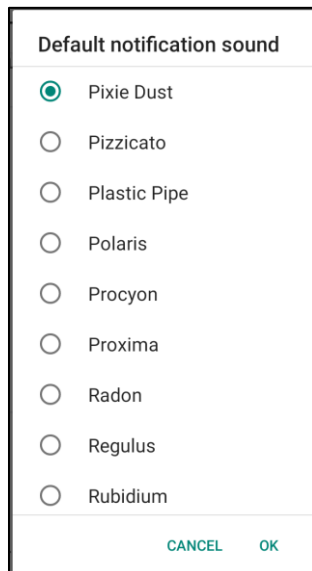 Default notification sound
Pixie Dust
Pizzicato
Plastic Pipe
Polaris
Procyon
Proxima
Radon
Regulus
Rubidium
CANCEL OK